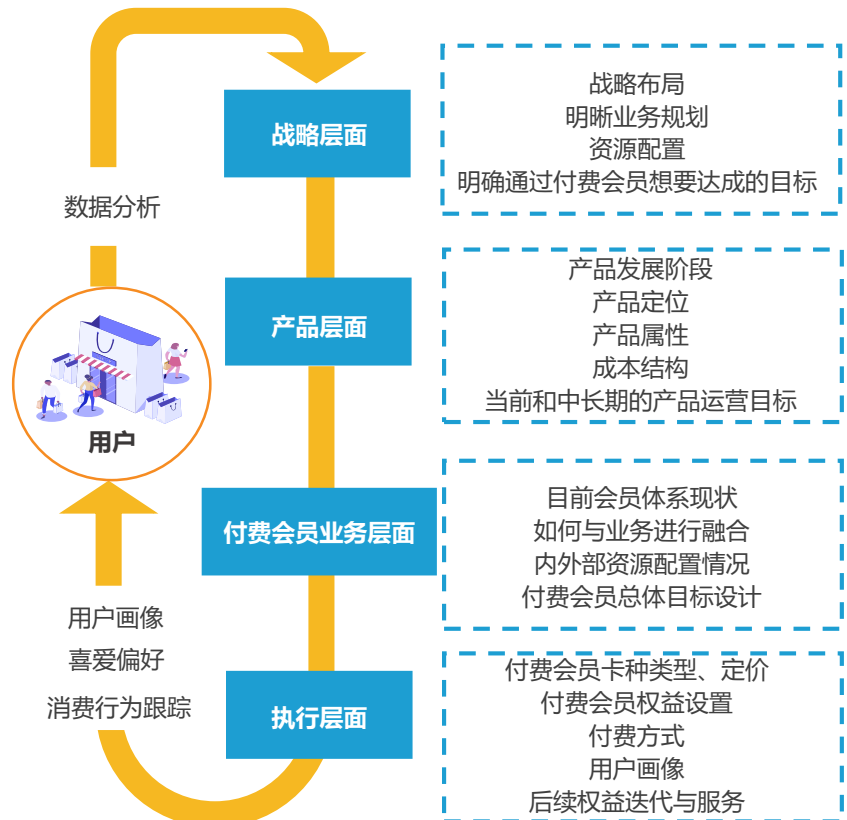 战略层面
战略布局
明晰业务规划
资源配置
明确通过付费会员想要达成的目标
数据分析
产品层面
产品发展阶段
产品定位
产品属性
成本结构
当前和中长期的产品运营目标
用户
付费会员业务层面
目前会员体系现状
如何与业务进行融合
内外部资源配置情况
付费会员总体目标设计
用户画像
喜爱偏好
消费行为跟踪
执行层面
付费会员卡种类型、定价
付费会员权益设置
付费方式
用户画像
后续权益迭代与服务